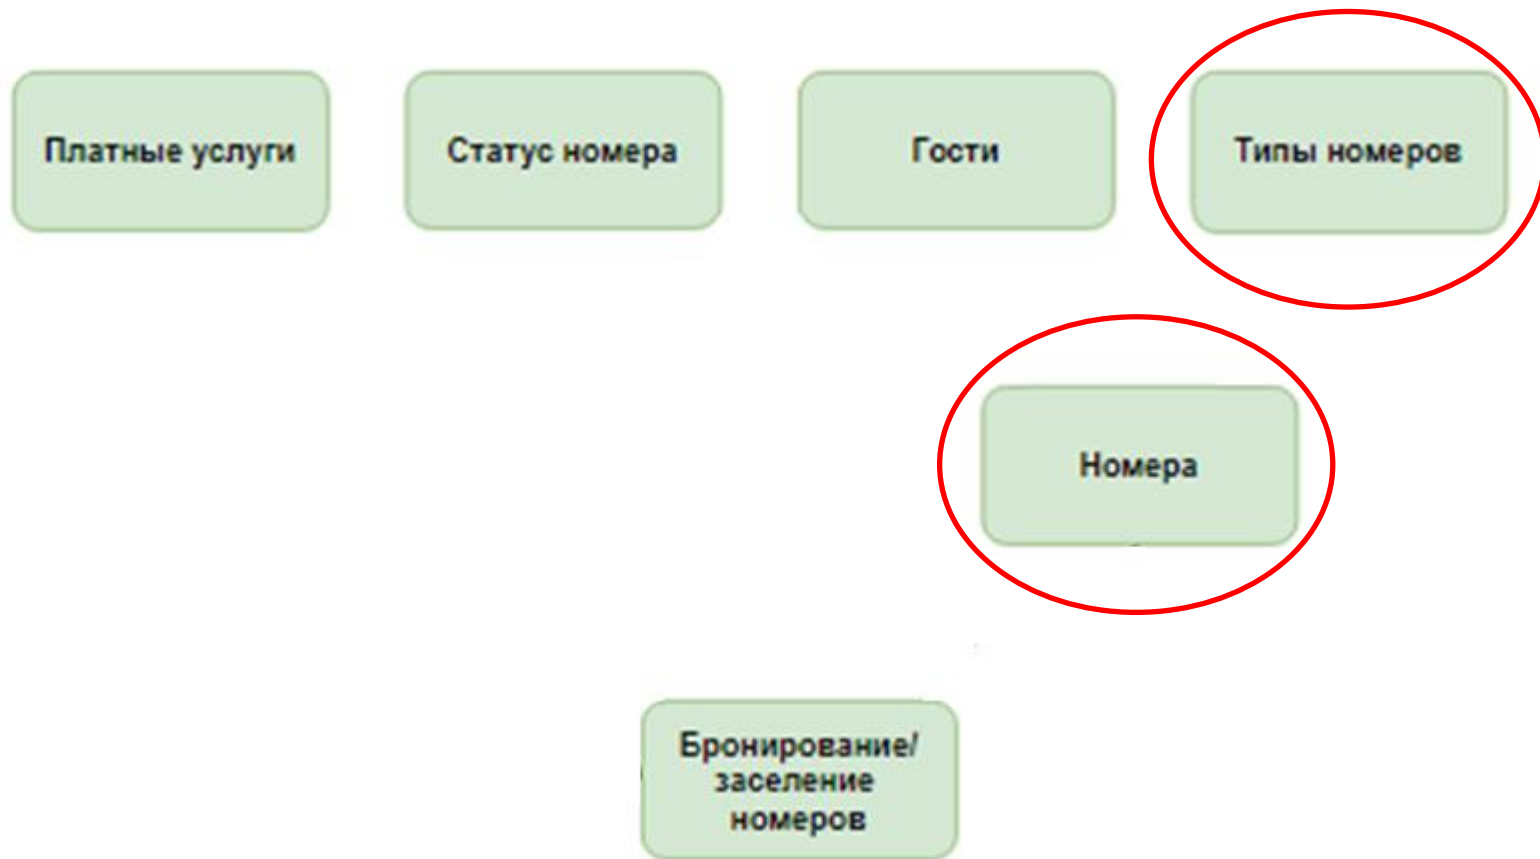 Платные услуги
Статус номера
Гости
Типы номеров
Номера
Бронирование/
заселение
номеров